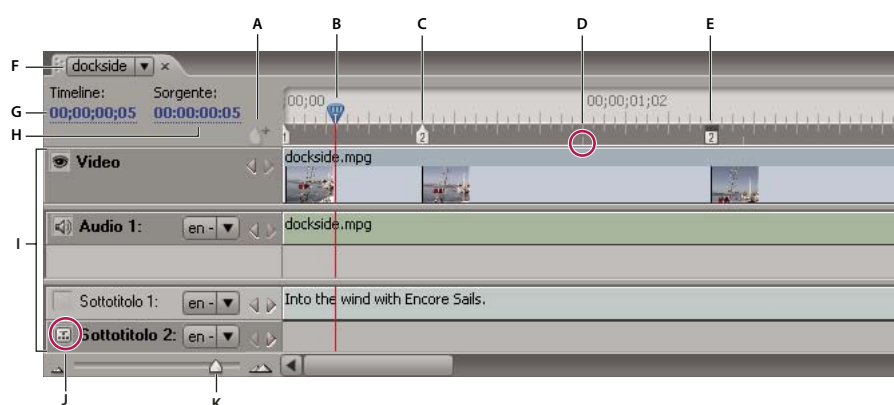 A B C D E
F dockside
Timeline: Sorgente:
G 00;00;00;05 00:00:00:05
00;00 00;00;01;02
H
1 2 2
Video dockside.mpg
I Audio 1: en - dockside.mpg
Sottotitolo 1: en - Into the wind with Encore Sails.
Sottotitolo 2: en -
J K